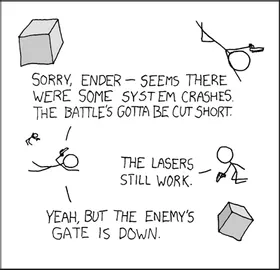 SORRY, ENDER — SEEMS THERE
WERE SOME SYSTEM CRASHES.
THE BATTLE'S GOTTA BE CUT SHORT.
THE LASERS
STILL WORK.
YEAH, BUT THE ENEMY'S
GATE IS DOWN.